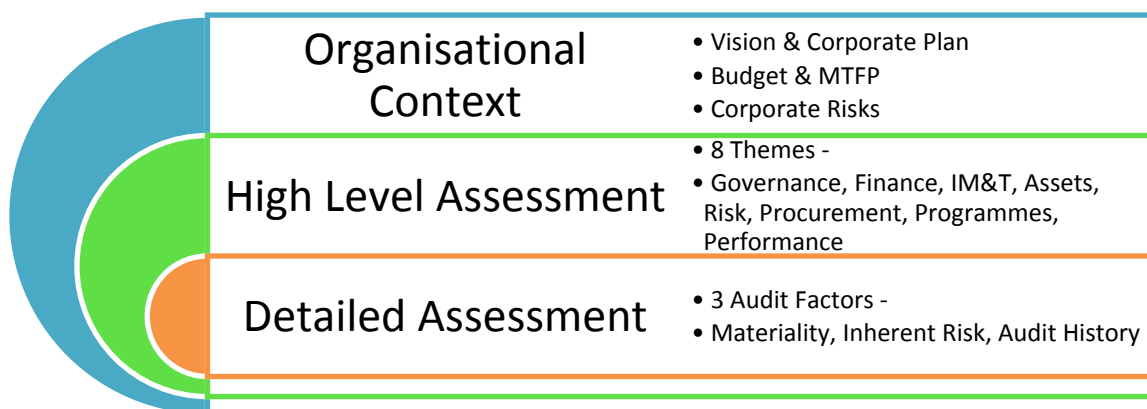 Organisational
Context
• Vision & Corporate Plan
• Budget & MTFP
• Corporate Risks
High Level Assessment
• 8 Themes -
• Governance, Finance, IM&T, Assets,
Risk, Procurement, Programmes,
Performance
Detailed Assessment
• 3 Audit Factors -
• Materiality, Inherent Risk, Audit History